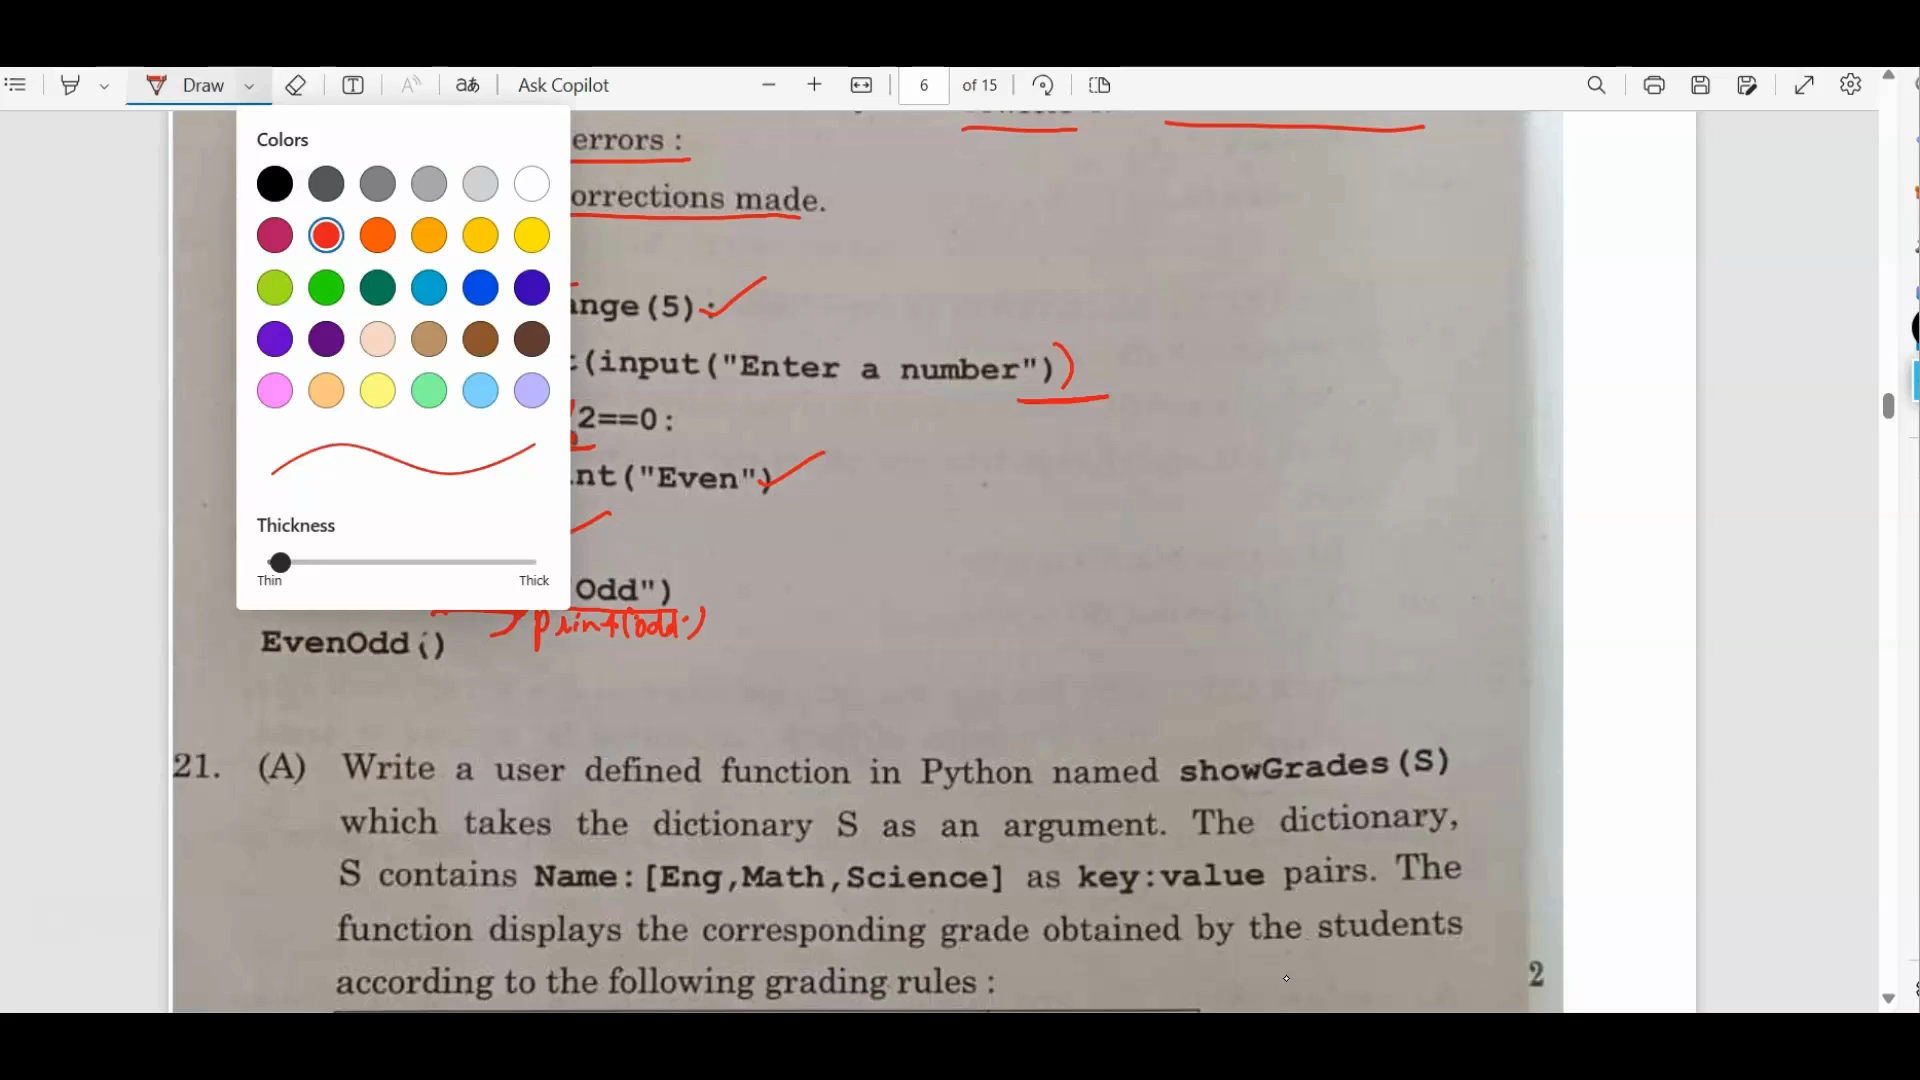 Draw
Ask Copilot
6
of 15
Colors
errors :
orrections made.
ange(5):
(input("Enter a number"))
2==0:
nt("Even")
Thickness
Thin
Thick
Odd")
print(odd")
EvenOdd()
21. (A) Write a user defined function in Python named showGrades(S)
which takes the dictionary S as an argument. The dictionary,
S contains Name:[Eng,Math,Science] as key:value pairs. The
function displays the corresponding grade obtained by the students
according to the following grading rules :
2